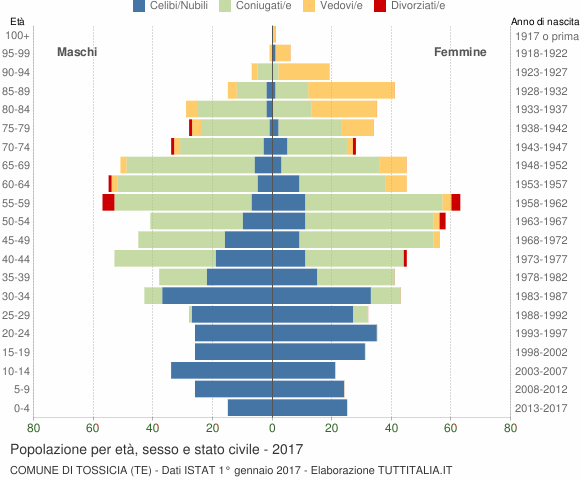 Celibi/Nubili Coniugati/e Vedovi/e Divorziati/e
Età Anno di nascita
Maschi Femmine
100+ 1917 o prima
95-99 1918-1922
90-94 1923-1927
85-89 1928-1932
80-84 1933-1937
75-79 1938-1942
70-74 1943-1947
65-69 1948-1952
60-64 1953-1957
55-59 1958-1962
50-54 1963-1967
45-49 1968-1972
40-44 1973-1977
35-39 1978-1982
30-34 1983-1987
25-29 1988-1992
20-24 1993-1997
15-19 1998-2002
10-14 2003-2007
5-9 2008-2012
0-4 2013-2017
80 60 40 20 0 20 40 60 80
Popolazione per età, sesso e stato civile - 2017
COMUNE DI TOSSICIA (TE) - Dati ISTAT 1° gennaio 2017 - Elaborazione TUTTITALIA.IT